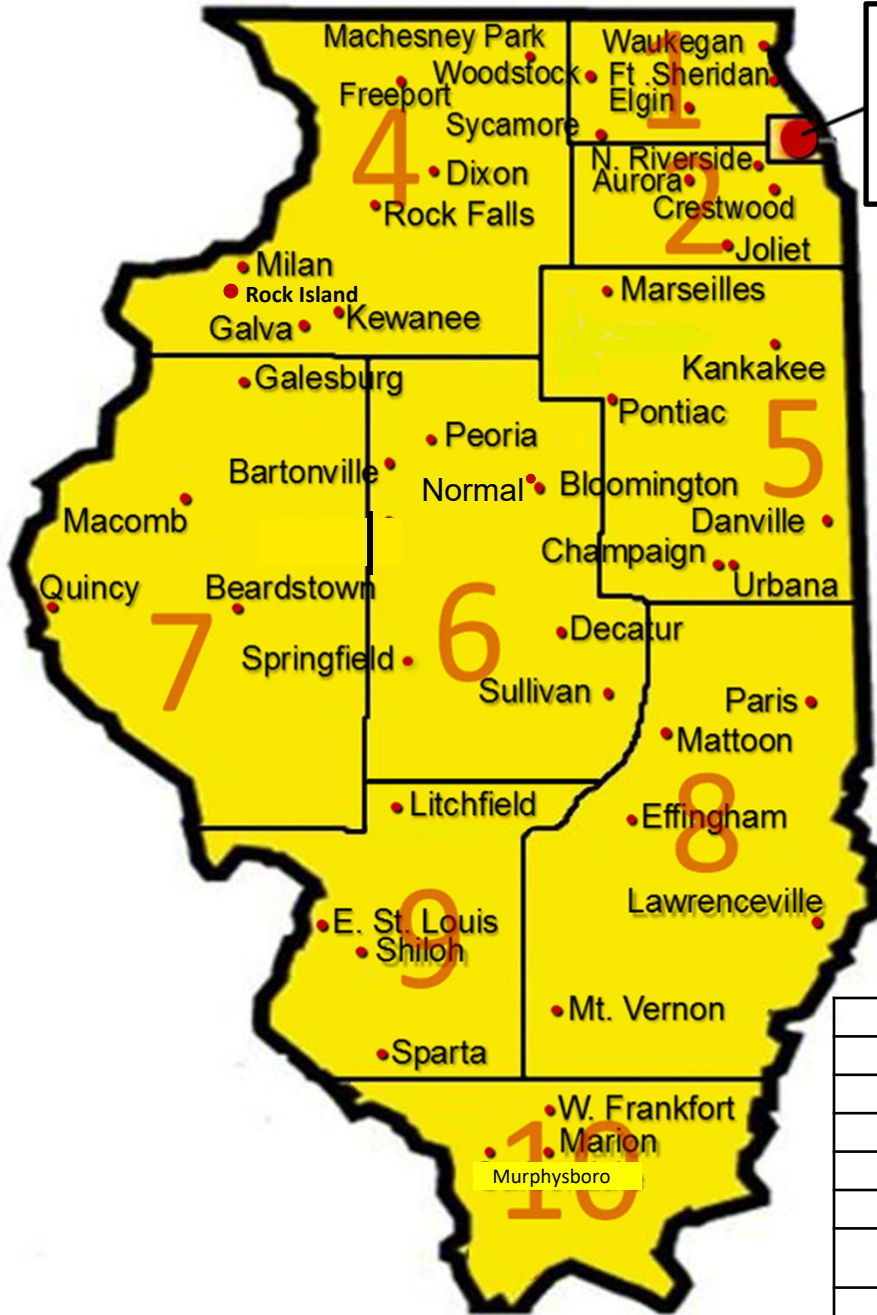 Machesney Park
Waukegan
1
Woodstock
Ft .Sheridan
Freeport
Elgin
Sycamore
4
N. Riverside
Dixon
Aurora
2
Rock Falls
Crestwood
Joliet
Milan
Rock Island
Marseilles
Galva
Kewanee
Kankakee
Galesburg
Pontiac
Peoria
5
Bartonville
Normal
Bloomington
Macomb
Danville
Champaign
Quincy
Beardstown
Urbana
7
6
Decatur
Springfield
Sullivan
Paris
Mattoon
Litchfield
8
Effingham
Lawrenceville
E. St. Louis
9
Shiloh
Mt. Vernon
Sparta
W. Frankfort
Marion
10
Murphysboro